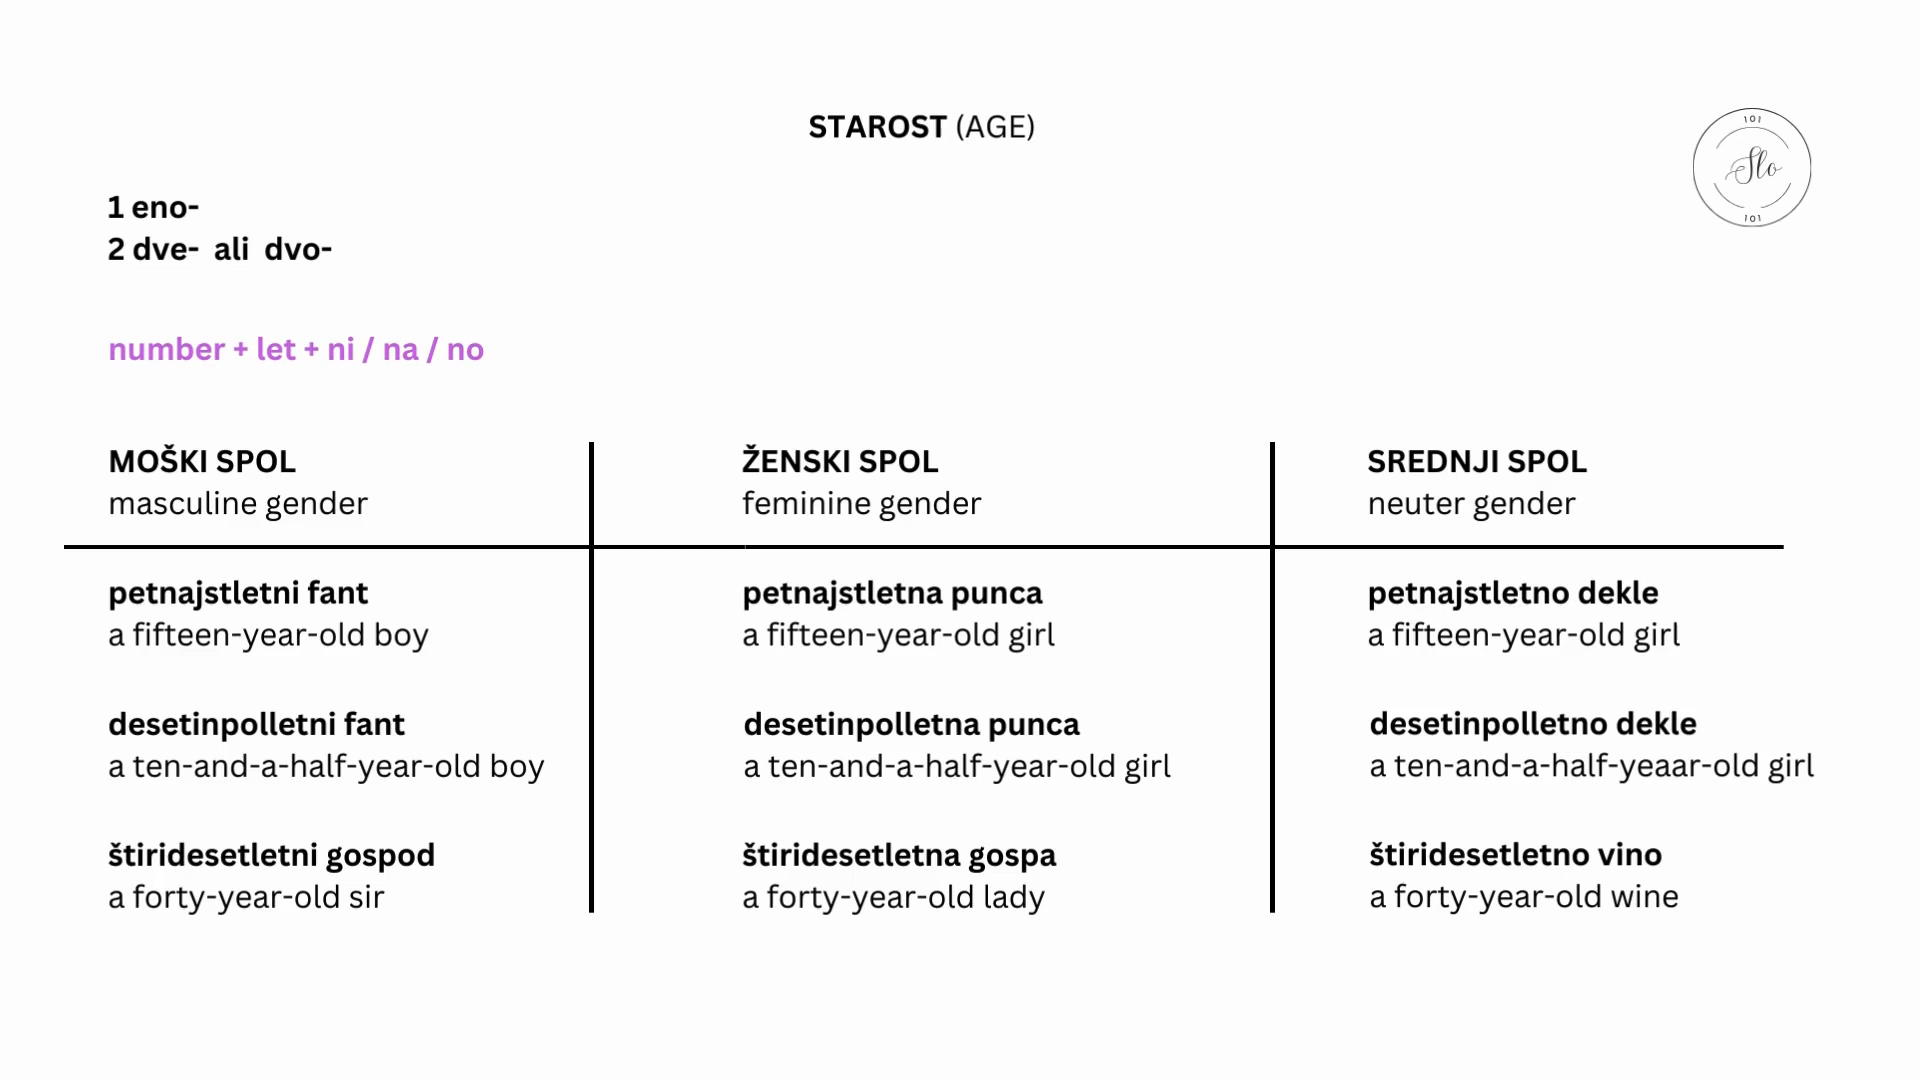 STAROST (AGE)
101
Slo
101
1 eno-
2 dve- ali dvo-
number + let + ni / na / no
MOŠKI SPOL
masculine gender
ŽENSKI SPOL
feminine gender
SREDNJI SPOL
neuter gender
petnajstletni fant
a fifteen-year-old boy
petnajstletna punca
a fifteen-year-old girl
petnajstletno dekle
a fifteen-year-old girl
desetinpolletni fant
a ten-and-a-half-year-old boy
desetinpolletna punca
a ten-and-a-half-year-old girl
desetinpolletno dekle
a ten-and-a-half-yeaar-old girl
štiridesetletni gospod
a forty-year-old sir
štiridesetletna gospa
a forty-year-old lady
štiridesetletno vino
a forty-year-old wine